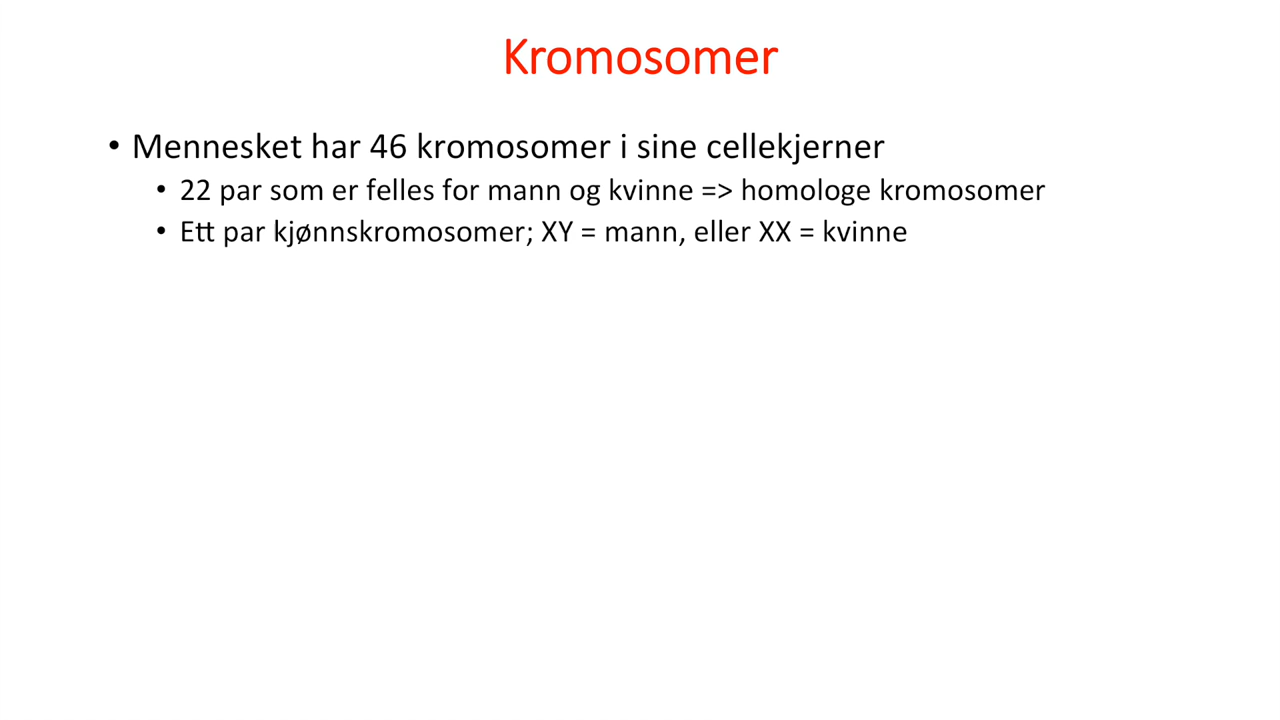 Kromosomer
• Mennesket har 46 kromosomer i sine cellekjerner
• 22 par som er felles for mann og kvinne => homologe kromosomer
• Ett par kjønnskromosomer; XY = mann, eller XX = kvinne